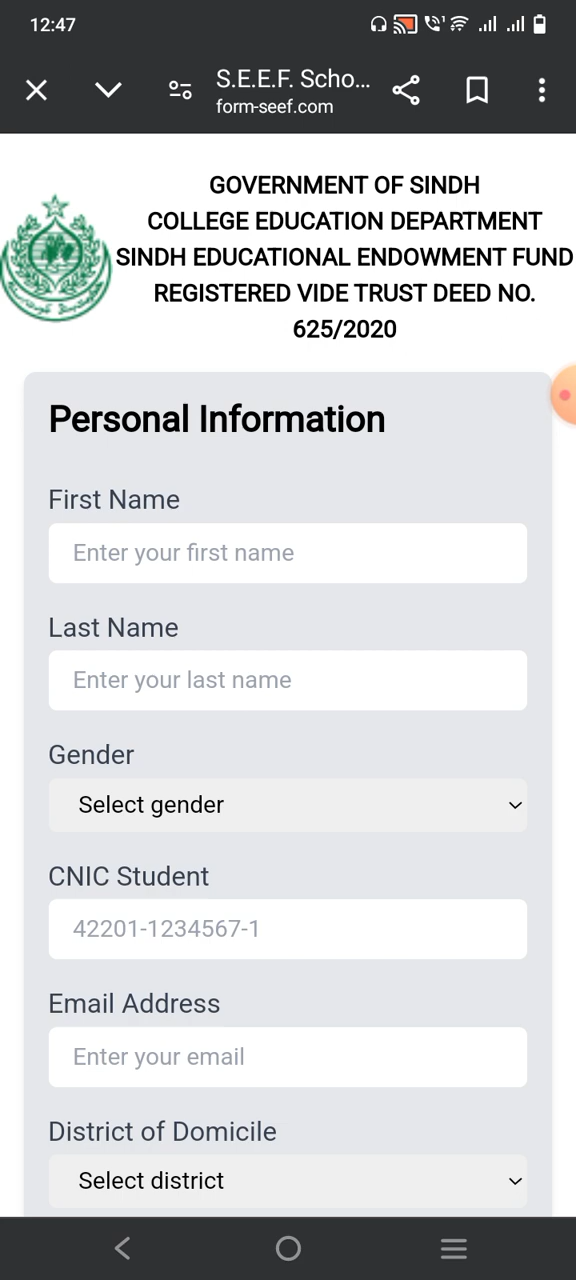 12:47
S.E.E.F. Scho...
form-seef.com
GOVERNMENT OF SINDH
COLLEGE EDUCATION DEPARTMENT
SINDH EDUCATIONAL ENDOWMENT FUND
REGISTERED VIDE TRUST DEED NO.
625/2020
Personal Information
First Name
Enter your first name
Last Name
Enter your last name
Gender
Select gender
CNIC Student
42201-1234567-1
Email Address
Enter your email
District of Domicile
Select district